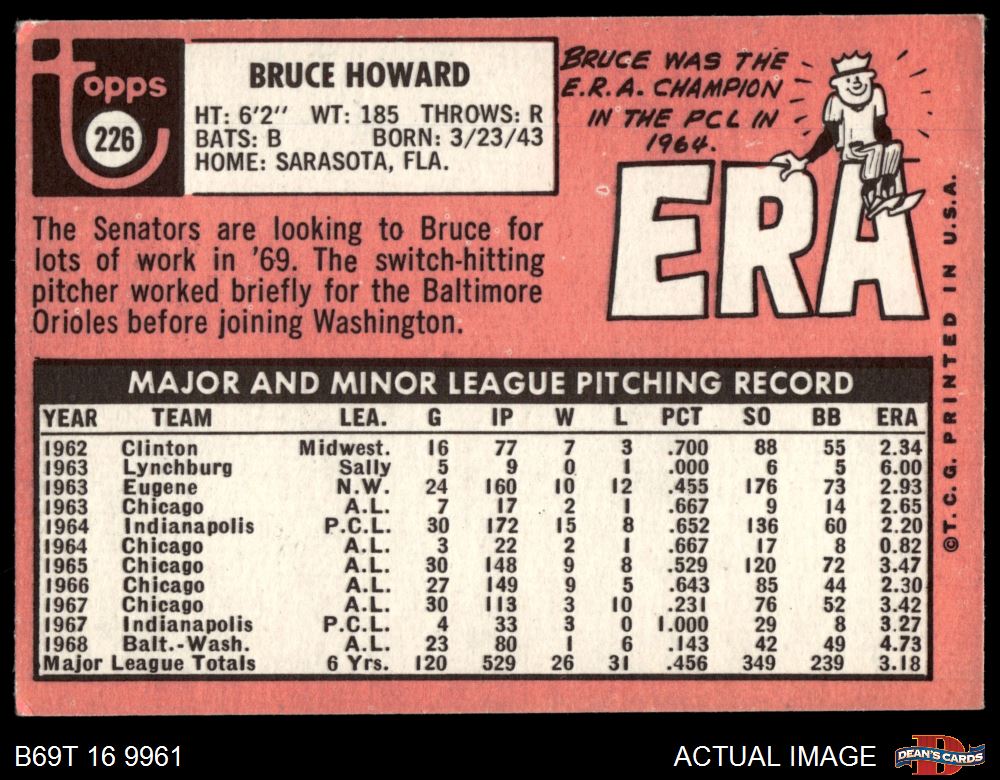 topps
226
BRUCE HOWARD
HT: 6'2" WT: 185 THROWS: R
BATS: B BORN: 3/23/43
HOME: SARASOTA, FLA.
BRUCE WAS THE
E.R.A. CHAMPION
IN THE PCL IN
1964.
ERA
The Senators are looking to Bruce for
lots of work in '69. The switch-hitting
pitcher worked briefly for the Baltimore
Orioles before joining Washington.
MAJOR AND MINOR LEAGUE PITCHING RECORD
YEAR TEAM LEA. G IP W L PCT SO BB ERA
1962 Clinton Midwest. 16 77 7 3 .700 88 55 2.34
1963 Lynchburg Sally 5 9 0 1 .000 6 5 6.00
1963 Eugene N.W. 24 160 10 12 .455 176 73 2.93
1963 Chicago A.L. 7 17 2 1 .667 9 14 2.65
1964 Indianapolis P.C.L. 30 172 15 8 .652 136 60 2.20
1964 Chicago A.L. 3 22 2 1 .667 17 8 0.82
1965 Chicago A.L. 30 148 9 8 .529 120 72 3.47
1966 Chicago A.L. 27 149 9 5 .643 85 44 2.30
1967 Chicago A.L. 30 113 3 10 .231 76 52 3.42
1967 Indianapolis P.C.L. 4 33 3 0 1.000 29 8 3.27
1968 Balt.-Wash. A.L. 23 80 1 6 .143 42 49 4.73
Major League Totals 6 Yrs. 120 529 26 31 .456 349 239 3.18
©T.C.G. PRINTED IN U.S.A.
B69T 16 9961
ACTUAL IMAGE
D
DEAN'S CARDS